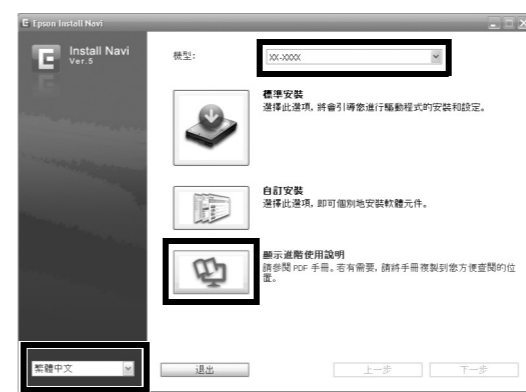 Epson Install Navi
Install Navi
Ver.5
機型:
XX-XXXX
標準安裝
選擇此選項, 將會引導您進行驅動程式的安裝和設定。
自訂安裝
選擇此選項, 即可個別地安裝軟體元件。
顯示進階使用說明
請參閱 PDF 手冊。若有需要, 請將手冊複製到您方便查閱的位
置。
繁體中文
退出
上一步
下一步